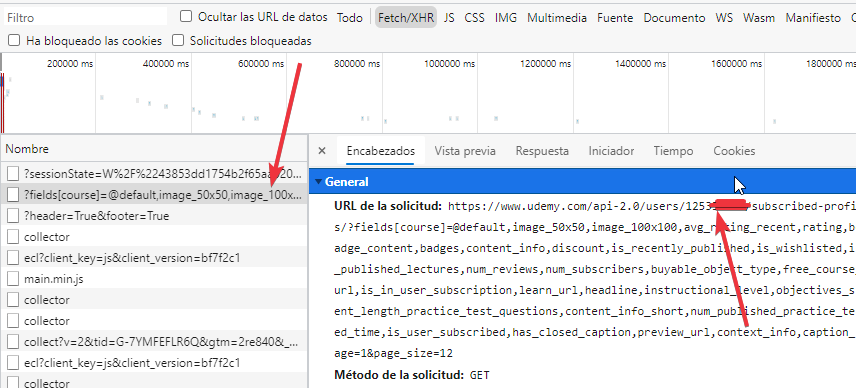 Filtro
Ocultar las URL de datos
Todo
Fetch/XHR
JS
CSS
IMG
Multimedia
Fuente
Documento
WS
Wasm
Manifiesto
Ha bloqueado las cookies
Solicitudes bloqueadas
200000 ms
400000 ms
600000 ms
800000 ms
1000000 ms
1200000 ms
1400000 ms
1600000 ms
1800000 ms
Nombre
?sessionState=W%2F%2243853dd1754b2f65aa
?fields[course]=@default,image_50x50,image_100x...
?header=True&footer=True
collector
ecl?client_key=js&client_version=bf7f2c1
main.min.js
collector
collector
collect?v=2&tid=G-7YMFEFLR6Q&gtm=2re840&_...
ecl?client_key=js&client_version=bf7f2c1
collector
Encabezados
Vista previa
Respuesta
Iniciador
Tiempo
Cookies
General
URL de la solicitud: https://www.udemy.com/api-2.0/users/125 subscribed-prof
s/?fields[course]=@default,image_50x50,image_100x100,avg_rating_recent,rating,b
adge_content,badges,content_info,discount,is_recently_published,is_wishlisted,i
_published_lectures,num_reviews,num_subscribers,buyable_object_type,free_course
url,is_in_user_subscription,learn_url,headline,instructional_level,objectives_s
ent_length_practice_test_questions,content_info_short,num_published_practice_te
ed_time,is_user_subscribed,has_closed_caption,preview_url,context_info,caption_
age=1&page_size=12
Método de la solicitud: GET